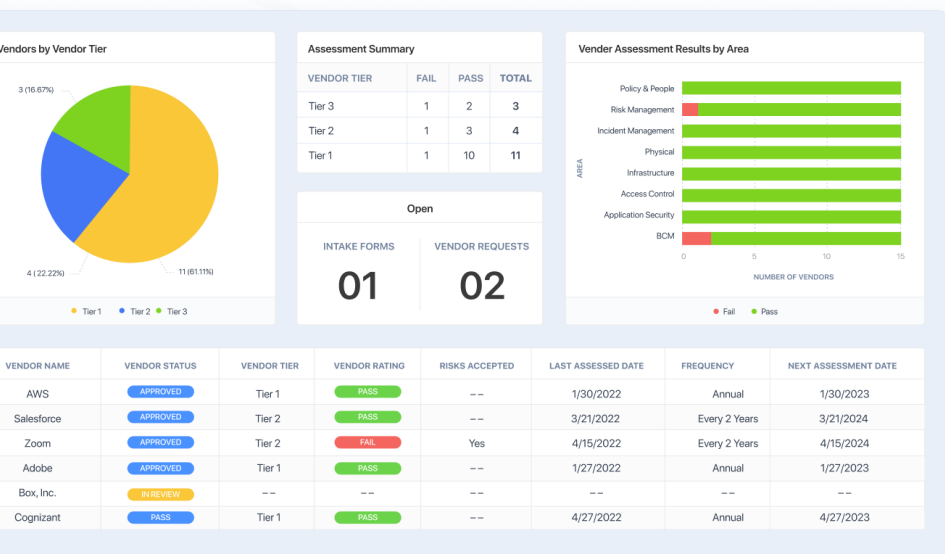 Vendors by Vendor Tier
3 (16.67%)
4 (22.22%)
11 (61.11%)
Tier 1 Tier 2 Tier 3
Assessment Summary
VENDOR TIER FAIL PASS TOTAL
Tier 3 1 2 3
Tier 2 1 3 4
Tier 1 1 10 11
Open
INTAKE FORMS VENDOR REQUESTS
01 02
Vender Assessment Results by Area
AREA
Policy & People
Risk Management
Incident Management
Physical
Infrastructure
Access Control
Application Security
BCM
0 5 10 15
NUMBER OF VENDORS
Fail Pass
VENDOR NAME VENDOR STATUS VENDOR TIER VENDOR RATING RISKS ACCEPTED LAST ASSESSED DATE FREQUENCY NEXT ASSESSMENT DATE
AWS APPROVED Tier 1 PASS -- 1/30/2022 Annual 1/30/2023
Salesforce APPROVED Tier 2 PASS -- 3/21/2022 Every 2 Years 3/21/2024
Zoom APPROVED Tier 2 FAIL Yes 4/15/2022 Every 2 Years 4/15/2024
Adobe APPROVED Tier 1 PASS -- 1/27/2022 Annual 1/27/2023
Box, Inc. IN REVIEW -- -- -- -- -- --
Cognizant PASS Tier 1 PASS -- 4/27/2022 Annual 4/27/2023